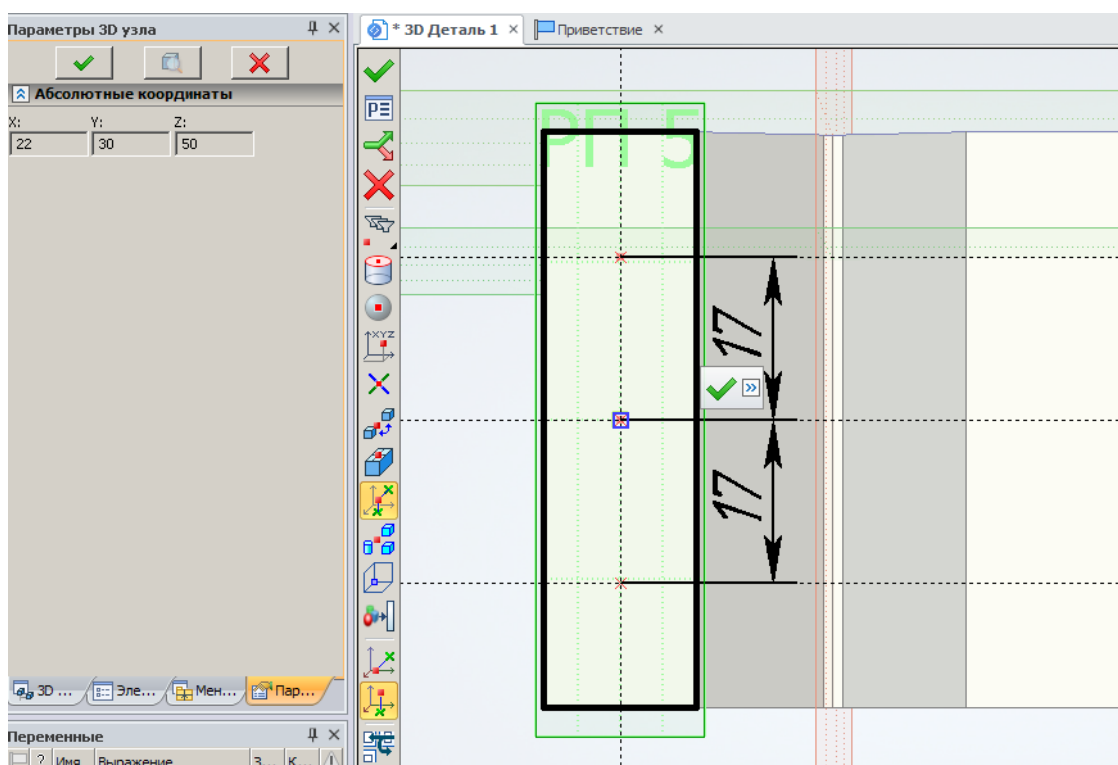 Параметры 3D узла
Абсолютные координаты
X: Y: Z:
22 30 50
3D ... Эле... Мен... Пар...
Переменные
? Имя Выражение З... К...
* 3D Деталь 1 Приветствие
РП 5
17
17